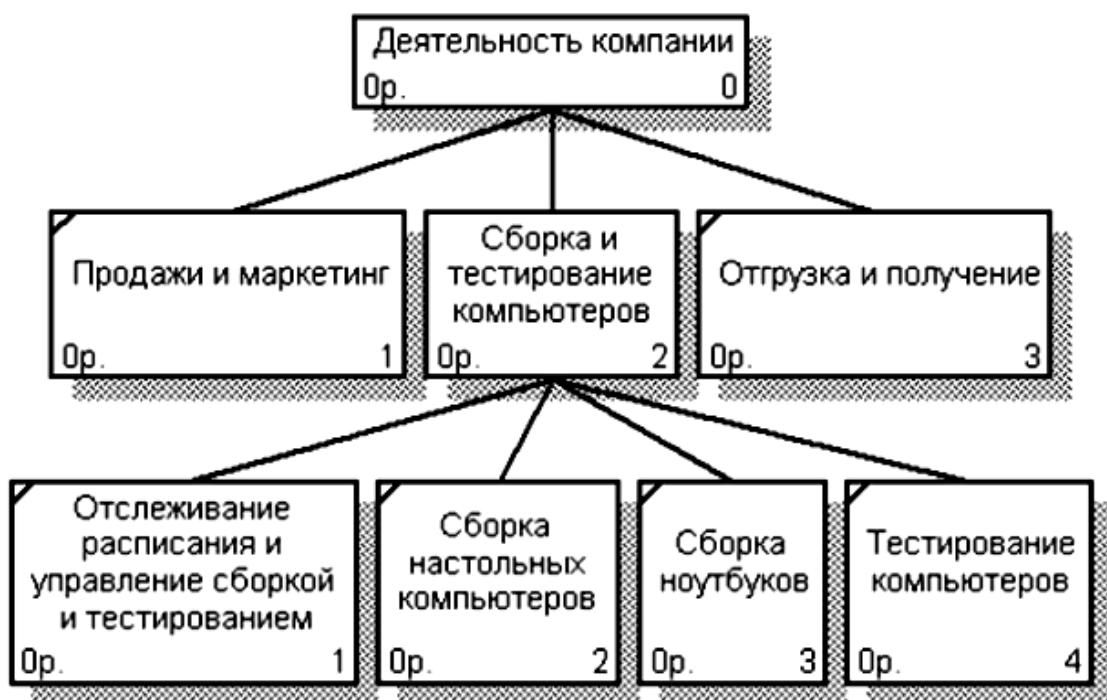 Деятельность компании
0р. 0
Продажи и маркетинг
0р. 1
Сборка и
тестирование
компьютеров
0р. 2
Отгрузка и получение
0р. 3
Отслеживание
расписания и
управление сборкой
и тестированием
0р. 1
Сборка
настольных
компьютеров
0р. 2
Сборка
ноутбуков
0р. 3
Тестирование
компьютеров
0р. 4